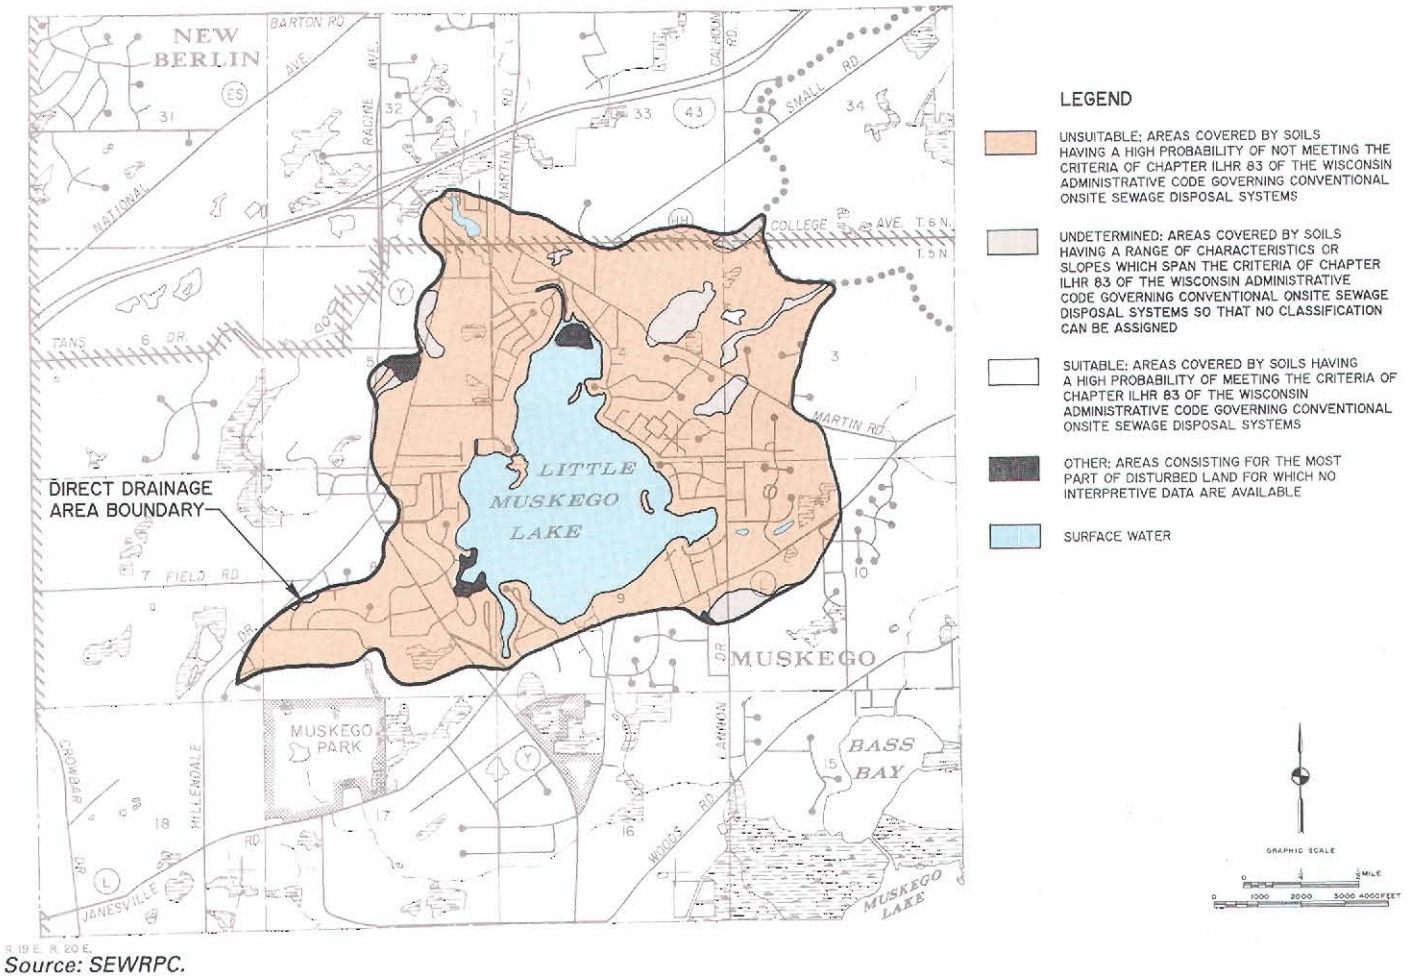 NEW
BERLIN
BARTON RD.
NATIONAL AVE.
ES
31
RACINE AVE.
32
MARTIN RD
33
43
CALHOUN RD.
SMALL RD
34
HH
COLLEGE AVE. T.6 N.
T.5 N.
Y
TANS 6 DR.
5
3
MARTIN RD
LITTLE
MUSKEGO
LAKE
DIRECT DRAINAGE
AREA BOUNDARY
7 FIELD RD
8
9
10
L
DR.
DR.
MUSKEGO
MUSKEGO
PARK
LANNON
BASS
BAY
15
16
17
18
Y
WOODS RD.
CROWBAR DR
HILLENDALE
L
JANESVILLE RD.
MUSKEGO
LAKE
R. 19 E. R. 20 E.
Source: SEWRPC.
LEGEND
UNSUITABLE: AREAS COVERED BY SOILS
HAVING A HIGH PROBABILITY OF NOT MEETING THE
CRITERIA OF CHAPTER ILHR 83 OF THE WISCONSIN
ADMINISTRATIVE CODE GOVERNING CONVENTIONAL
ONSITE SEWAGE DISPOSAL SYSTEMS
UNDETERMINED: AREAS COVERED BY SOILS
HAVING A RANGE OF CHARACTERISTICS OR
SLOPES WHICH SPAN THE CRITERIA OF CHAPTER
ILHR 83 OF THE WISCONSIN ADMINISTRATIVE
CODE GOVERNING CONVENTIONAL ONSITE SEWAGE
DISPOSAL SYSTEMS SO THAT NO CLASSIFICATION
CAN BE ASSIGNED
SUITABLE: AREAS COVERED BY SOILS HAVING
A HIGH PROBABILITY OF MEETING THE CRITERIA OF
CHAPTER ILHR 83 OF THE WISCONSIN
ADMINISTRATIVE CODE GOVERNING CONVENTIONAL
ONSITE SEWAGE DISPOSAL SYSTEMS
OTHER: AREAS CONSISTING FOR THE MOST
PART OF DISTURBED LAND FOR WHICH NO
INTERPRETIVE DATA ARE AVAILABLE
SURFACE WATER
GRAPHIC SCALE
0 MILE
0 1000 2000 3000 4000 FEET